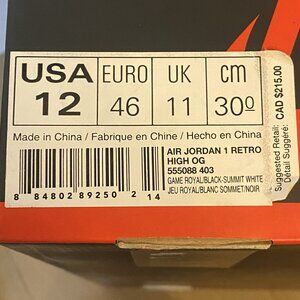 USA EURO UK cm
12 46 11 30⁰
Made in China / Fabriqué en Chine / Hecho en China
AIR JORDAN 1 RETRO
HIGH OG
555088 403
GAME ROYAL/BLACK-SUMMIT WHITE
JEU ROYAL/BLANC SOMMET/NOIR
8 84802 89250 2 14
Suggested Retail:
Détail Suggéré:
CAD $215.00